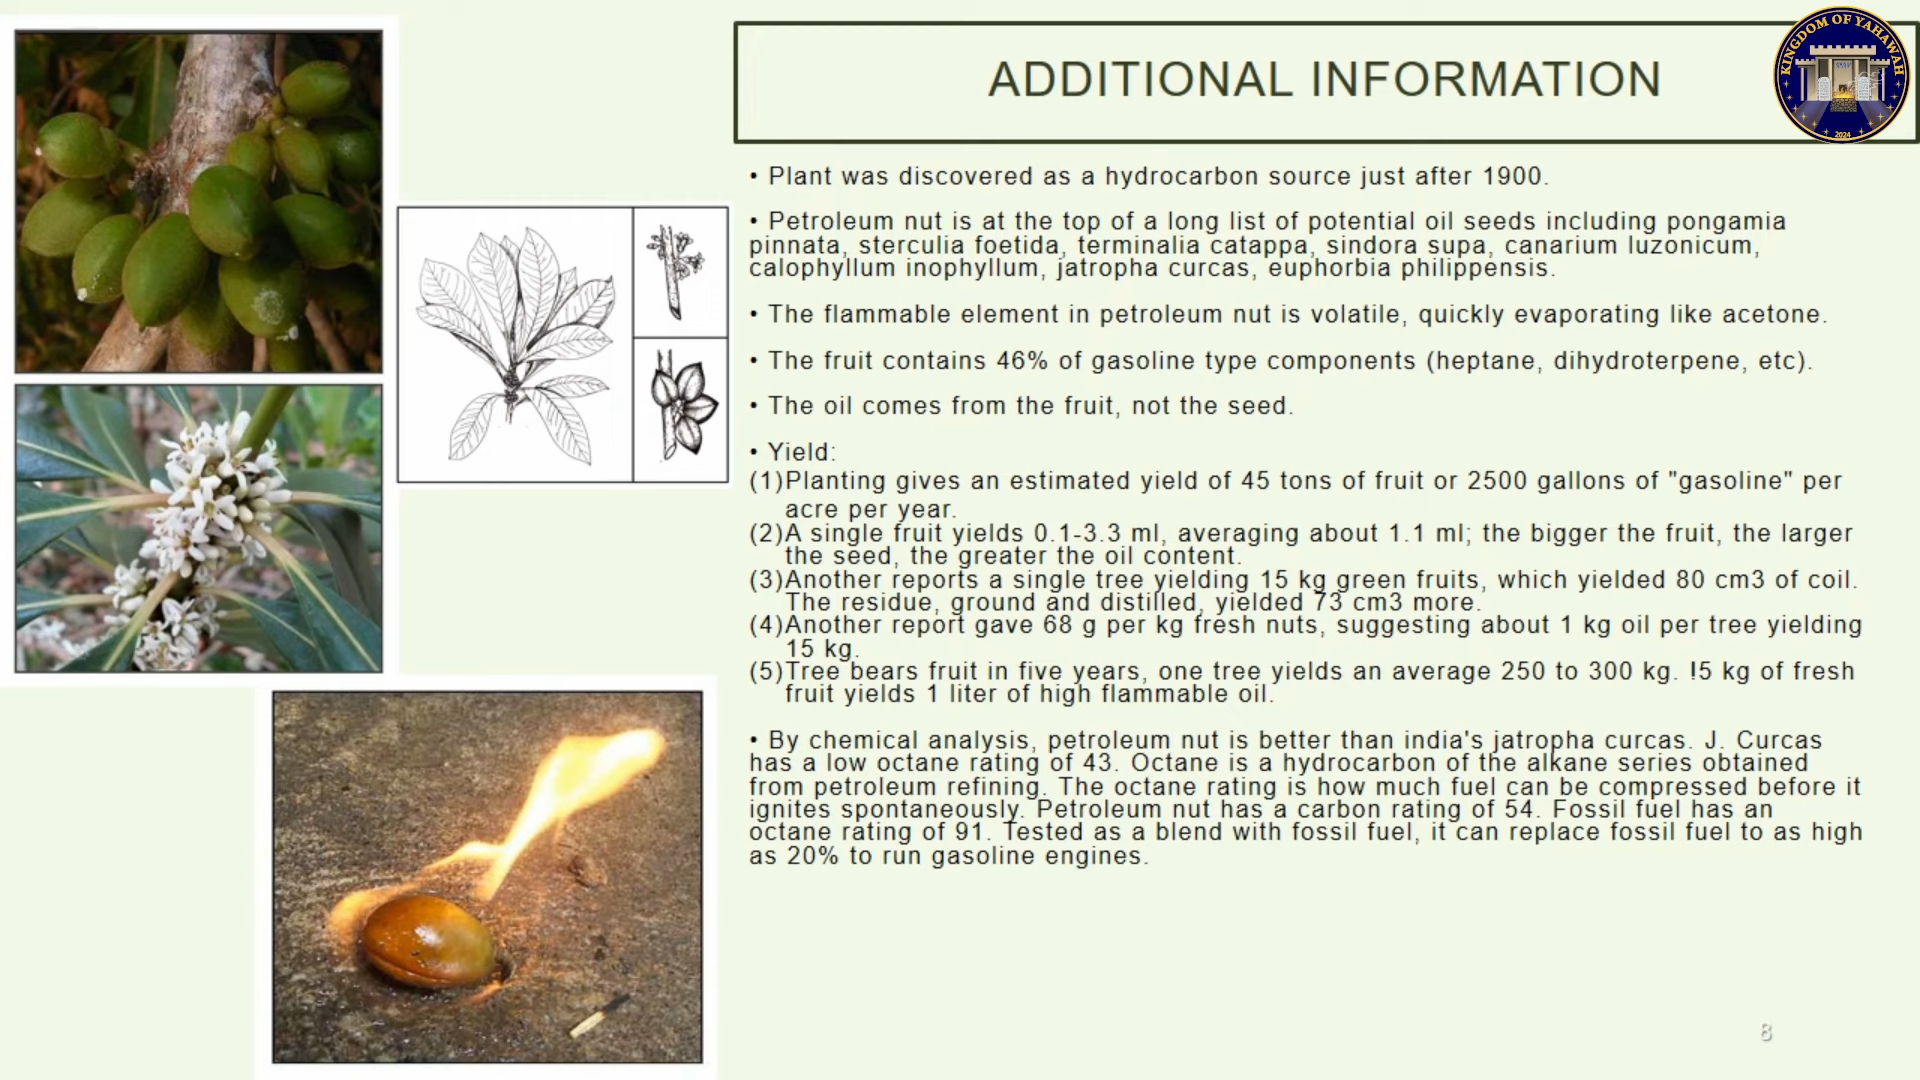 ADDITIONAL INFORMATION
KINGDOM OF YAHAWAH
2024
• Plant was discovered as a hydrocarbon source just after 1900.
• Petroleum nut is at the top of a long list of potential oil seeds including pongamia
pinnata, sterculia foetida, terminalia catappa, sindora supa, canarium luzonicum,
calophyllum inophyllum, jatropha curcas, euphorbia philippensis.
• The flammable element in petroleum nut is volatile, quickly evaporating like acetone.
• The fruit contains 46% of gasoline type components (heptane, dihydroterpene, etc).
• The oil comes from the fruit, not the seed.
• Yield:
(1)Planting gives an estimated yield of 45 tons of fruit or 2500 gallons of "gasoline" per
acre per year.
(2)A single fruit yields 0.1-3.3 ml, averaging about 1.1 ml; the bigger the fruit, the larger
the seed, the greater the oil content.
(3)Another reports a single tree yielding 15 kg green fruits, which yielded 80 cm3 of coil.
The residue, ground and distilled, yielded 73 cm3 more.
(4)Another report gave 68 g per kg fresh nuts, suggesting about 1 kg oil per tree yielding
15 kg.
(5)Tree bears fruit in five years, one tree yields an average 250 to 300 kg. !5 kg of fresh
fruit yields 1 liter of high flammable oil.
• By chemical analysis, petroleum nut is better than india's jatropha curcas. J. Curcas
has a low octane rating of 43. Octane is a hydrocarbon of the alkane series obtained
from petroleum refining. The octane rating is how much fuel can be compressed before it
ignites spontaneously. Petroleum nut has a carbon rating of 54. Fossil fuel has an
octane rating of 91. Tested as a blend with fossil fuel, it can replace fossil fuel to as high
as 20% to run gasoline engines.
8